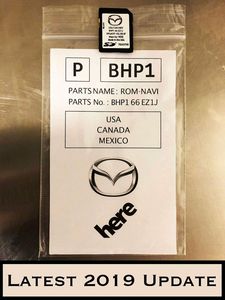 P
BHP1
PARTS NAME : ROM-NAVI
PARTS No. : BHP1 66 EZ1J
USA
CANADA
MEXICO
here
LATEST 2019 UPDATE